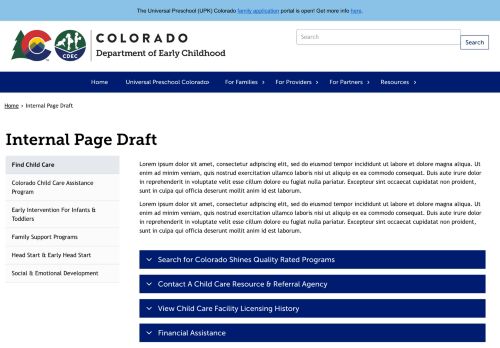 The Universal Preschool (UPK) Colorado family application portal is open! Get more info here.
COLORADO
Department of Early Childhood
CDEC
Search
Search
Home
Universal Preschool Colorado
For Families
For Providers
For Partners
Resources
Home › Internal Page Draft
Internal Page Draft
Find Child Care
Colorado Child Care Assistance
Program
Early Intervention For Infants &
Toddlers
Family Support Programs
Head Start & Early Head Start
Social & Emotional Development
Lorem ipsum dolor sit amet, consectetur adipiscing elit, sed do eiusmod tempor incididunt ut labore et dolore magna aliqua. Ut
enim ad minim veniam, quis nostrud exercitation ullamco laboris nisi ut aliquip ex ea commodo consequat. Duis aute irure dolor
in reprehenderit in voluptate velit esse cillum dolore eu fugiat nulla pariatur. Excepteur sint occaecat cupidatat non proident,
sunt in culpa qui officia deserunt mollit anim id est laborum.
Lorem ipsum dolor sit amet, consectetur adipiscing elit, sed do eiusmod tempor incididunt ut labore et dolore magna aliqua. Ut
enim ad minim veniam, quis nostrud exercitation ullamco laboris nisi ut aliquip ex ea commodo consequat. Duis aute irure dolor
in reprehenderit in voluptate velit esse cillum dolore eu fugiat nulla pariatur. Excepteur sint occaecat cupidatat non proident,
sunt in culpa qui officia deserunt mollit anim id est laborum.
Search for Colorado Shines Quality Rated Programs
Contact A Child Care Resource & Referral Agency
View Child Care Facility Licensing History
Financial Assistance